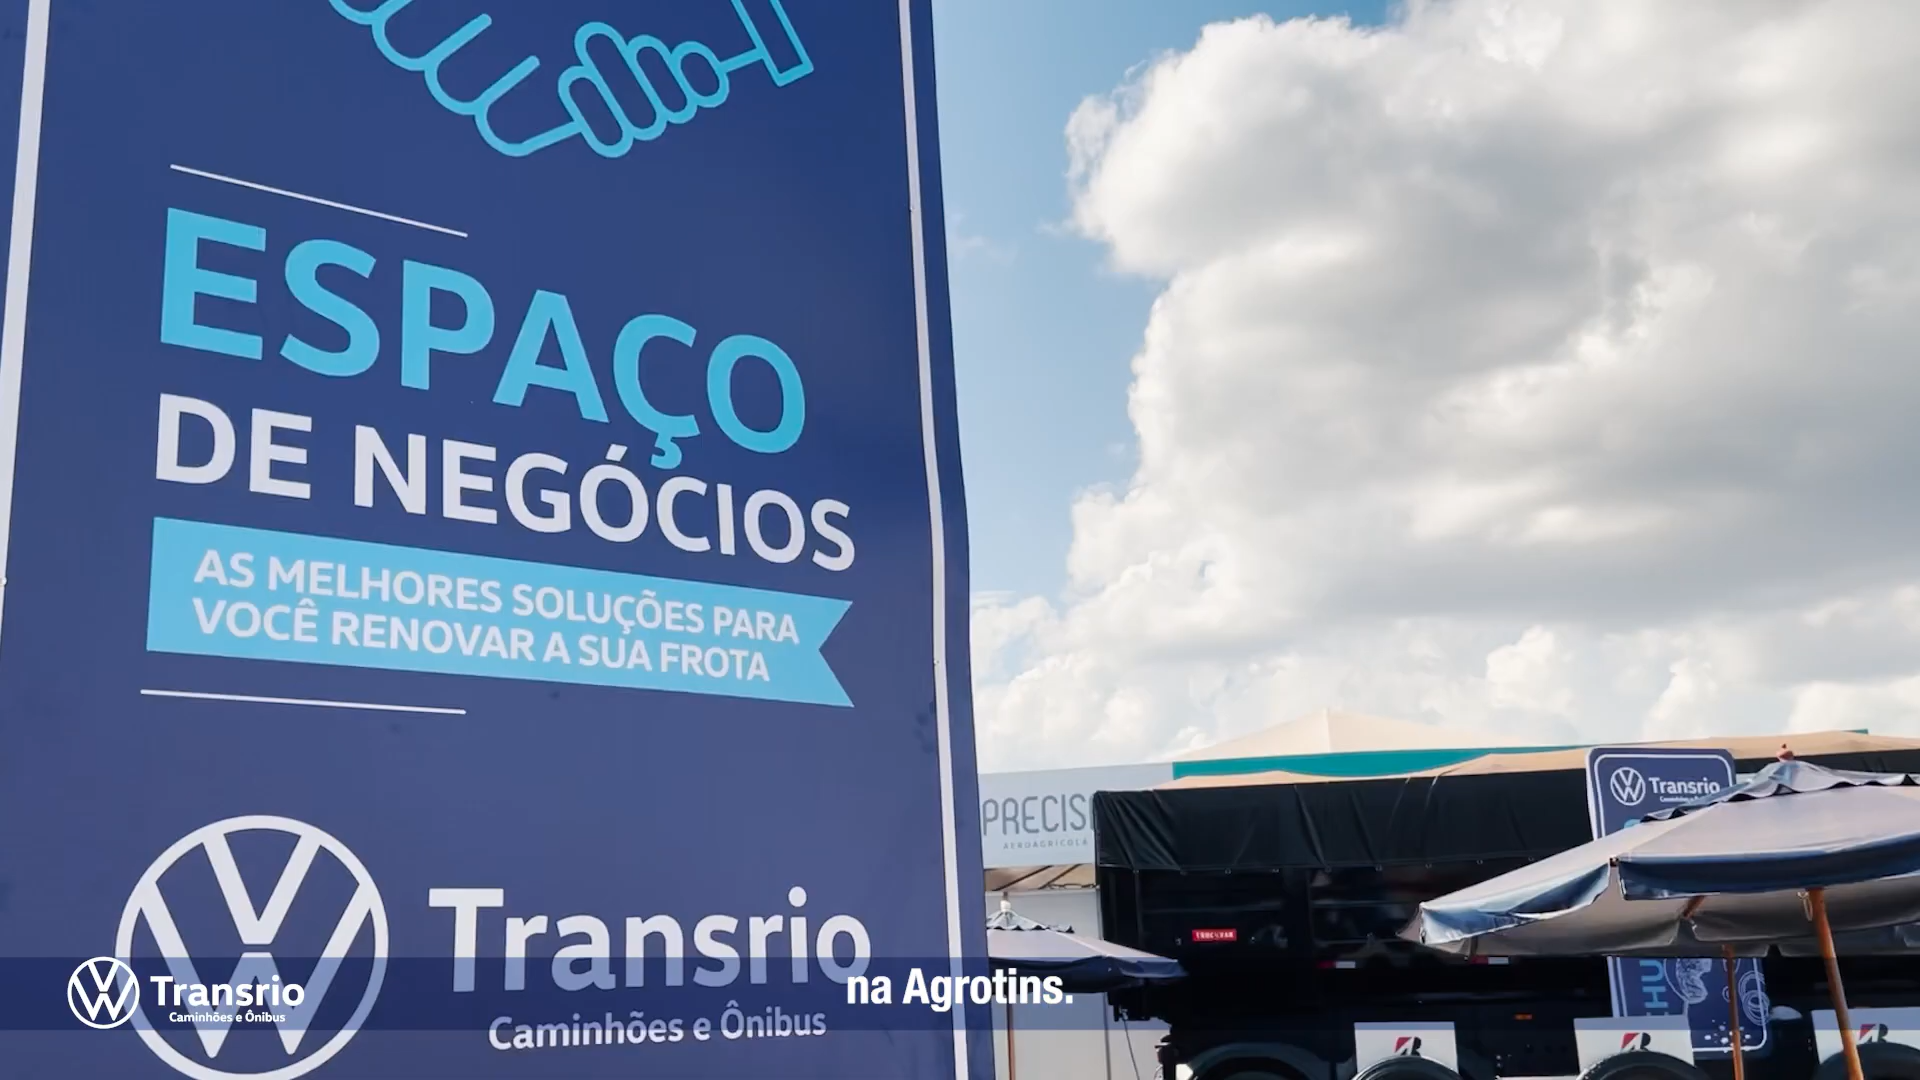 ESPAÇO
DE NEGÓCIOS
AS MELHORES SOLUÇÕES PARA
VOCÊ RENOVAR A SUA FROTA
Transrio
Caminhões e Ônibus
PRECIS
AEROAGRÍCOLA
Transrio
Transrio
Caminhões e Ônibus
na Agrotins.